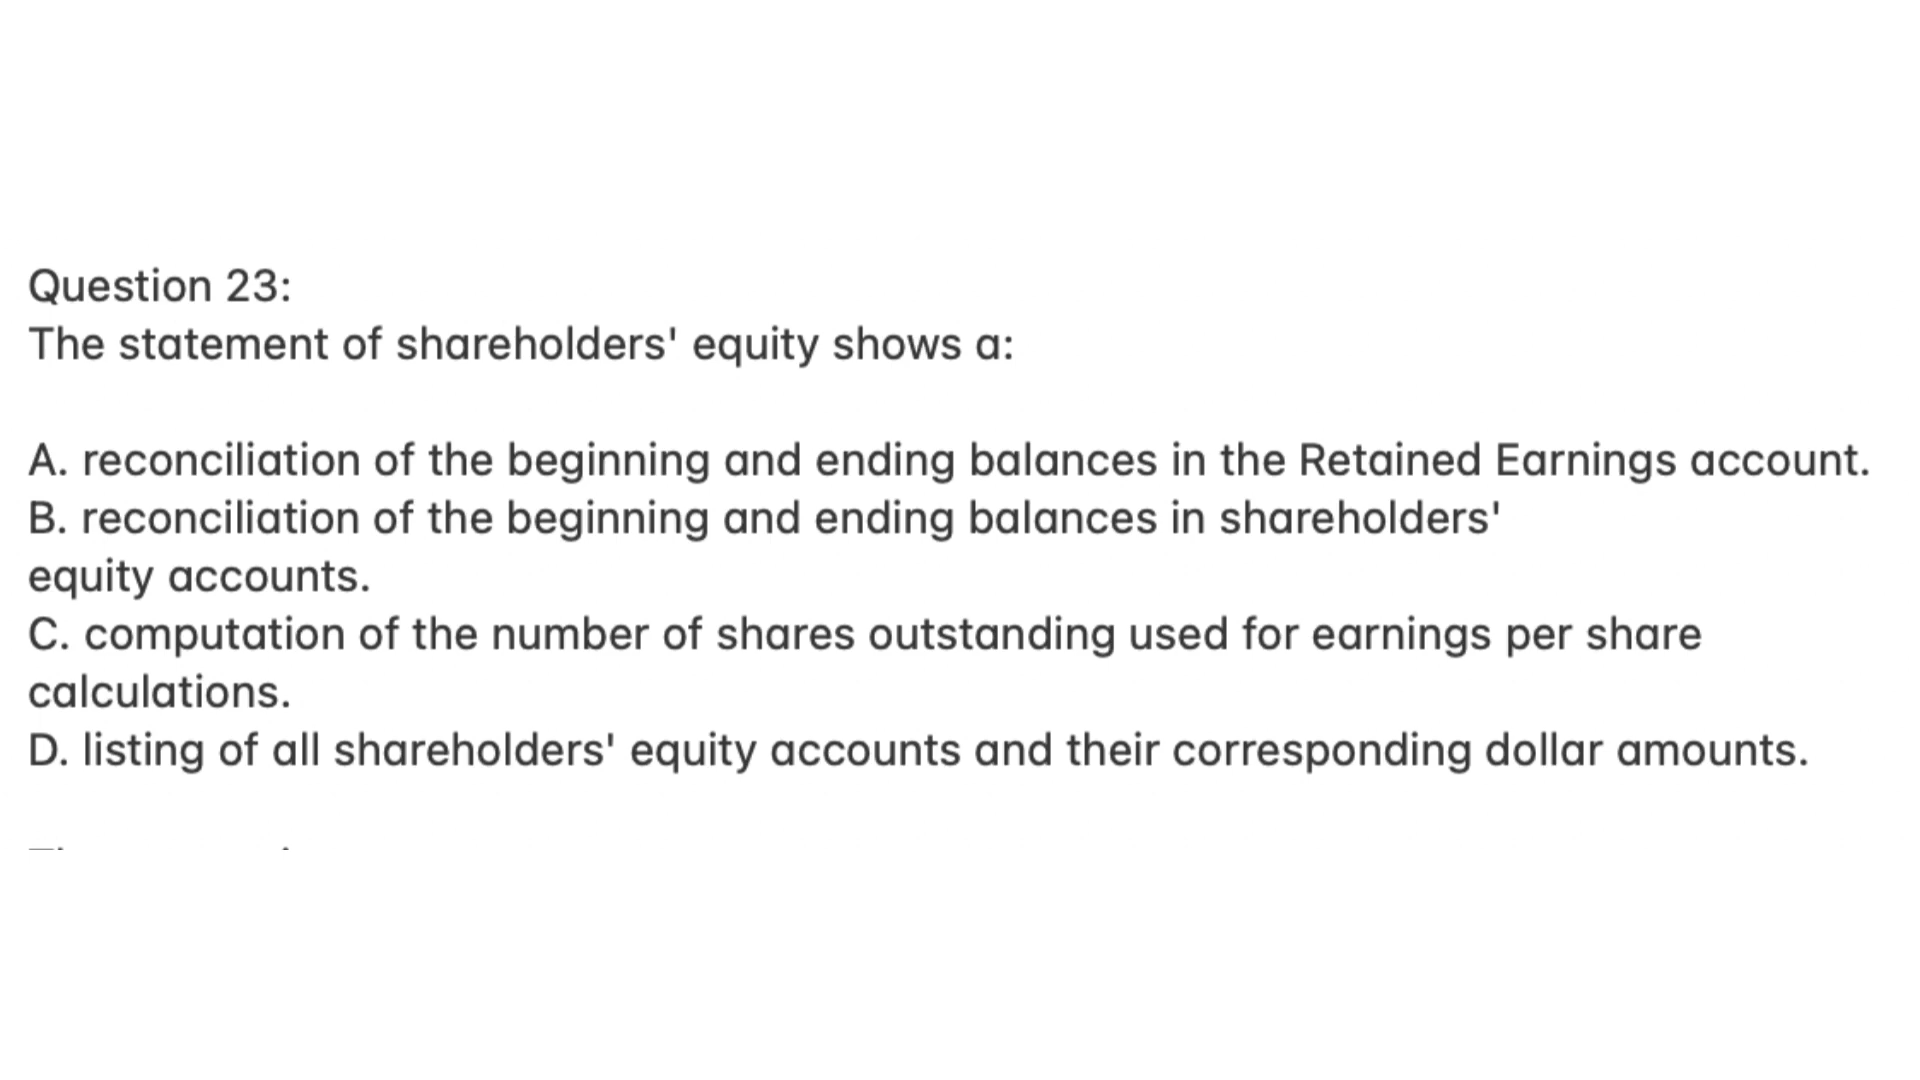 Question 23:
The statement of shareholders' equity shows a:
A. reconciliation of the beginning and ending balances in the Retained Earnings account.
B. reconciliation of the beginning and ending balances in shareholders'
equity accounts.
C. computation of the number of shares outstanding used for earnings per share
calculations.
D. listing of all shareholders' equity accounts and their corresponding dollar amounts.